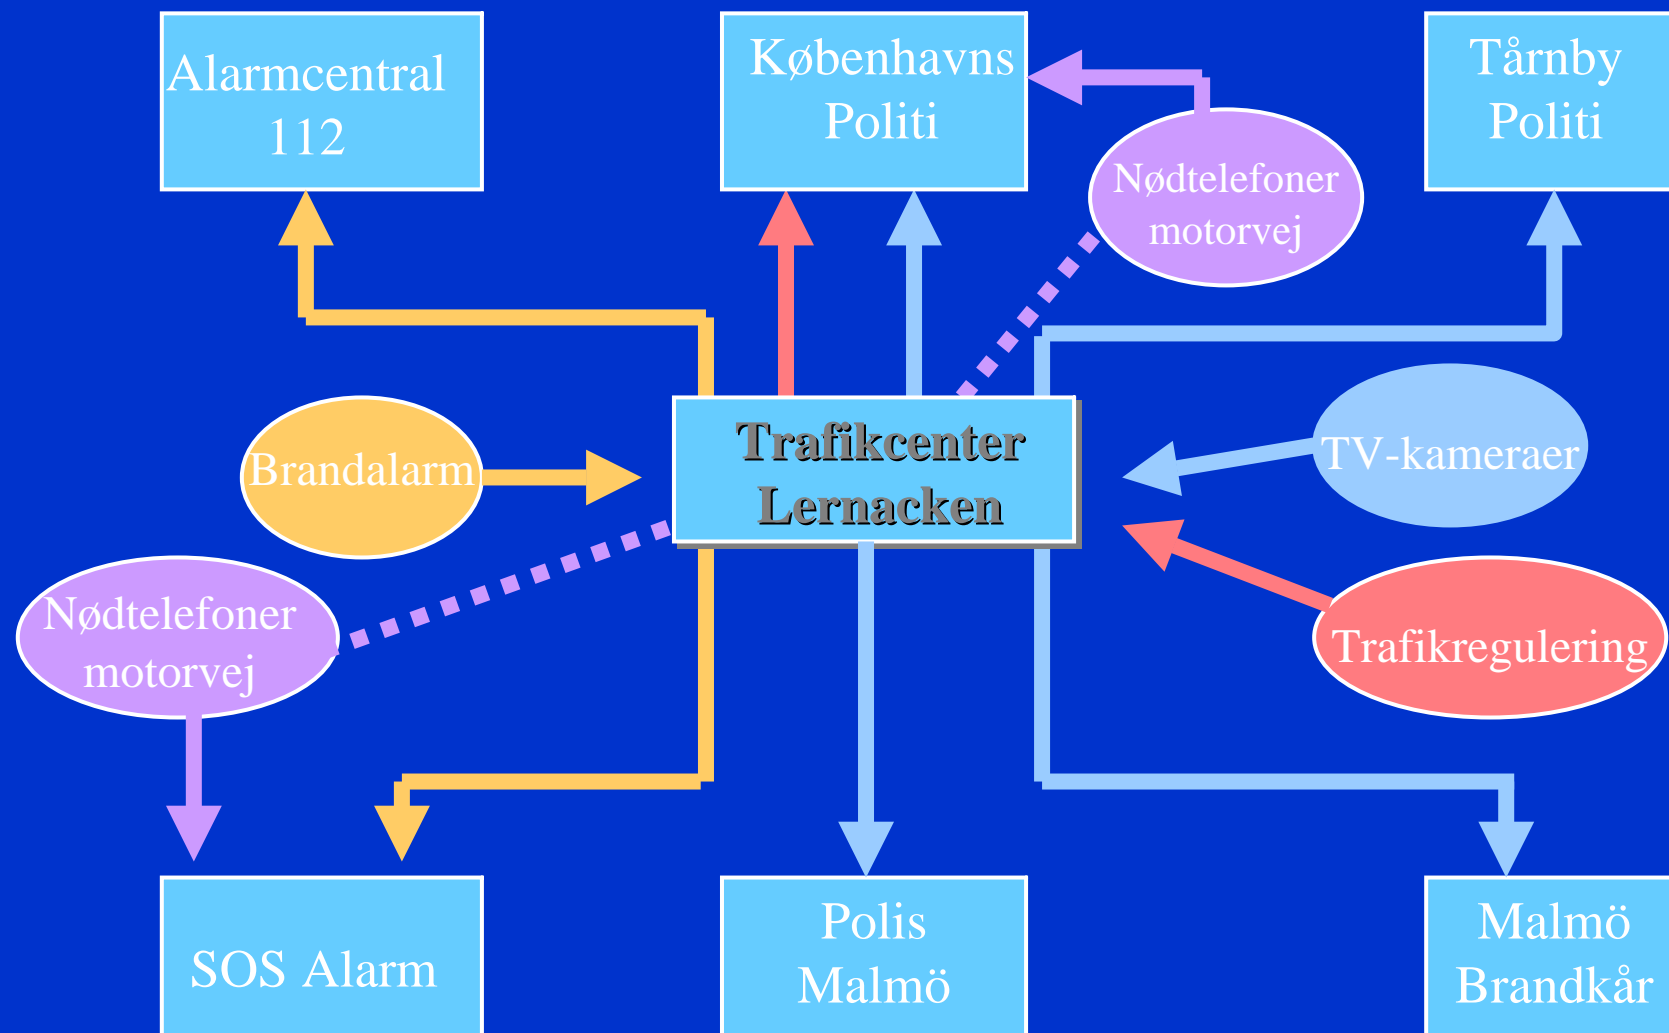 Alarmcentral
112
Københavns
Politi
Tårnby
Politi
Nødtelefoner
motorvej
Trafikcenter
Lernacken
Brandalarm
TV-kameraer
Nødtelefoner
motorvej
Trafikregulering
SOS Alarm
Polis
Malmö
Malmö
Brandkår